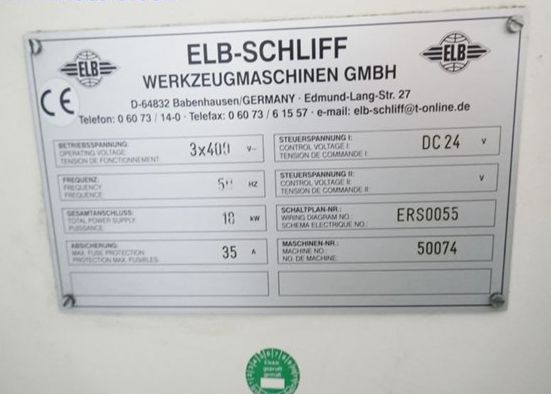 ELB
ELB-SCHLIFF
ELB
WERKZEUGMASCHINEN GMBH
CE
D-64832 Babenhausen/GERMANY · Edmund-Lang-Str. 27
Telefon: 0 60 73 / 14-0 · Telefax: 0 60 73 / 6 15 57 · e-mail: elb-schliff@t-online.de
BETRIEBSSPANNUNG:
OPERATING VOLTAGE:
TENSION DE FONCTIONNEMENT:
3x400 V~
FREQUENZ:
FREQUENCY:
FREQUENCE:
50 HZ
GESAMTANSCHLUSS:
TOTAL POWER SUPPLY:
PUISSANCE:
18 kW
ABSICHERUNG:
MAX. FUSE PROTECTION:
PROTECTION MAX. FUSIBLES:
35 A
STEUERSPANNUNG I:
CONTROL VOLTAGE I:
TENSION DE COMMANDE I:
DC24 V
STEUERSPANNUNG II:
CONTROL VOLTAGE II:
TENSION DE COMMANDE II:
V
SCHALTPLAN-NR.:
WIRING DIAGRAM NO.:
SCHEMA ELECTRIQUE NO.:
ERS0055
MASCHINEN-NR.:
MACHINE NO.:
NO. DE MACHINE:
50074
geprüft